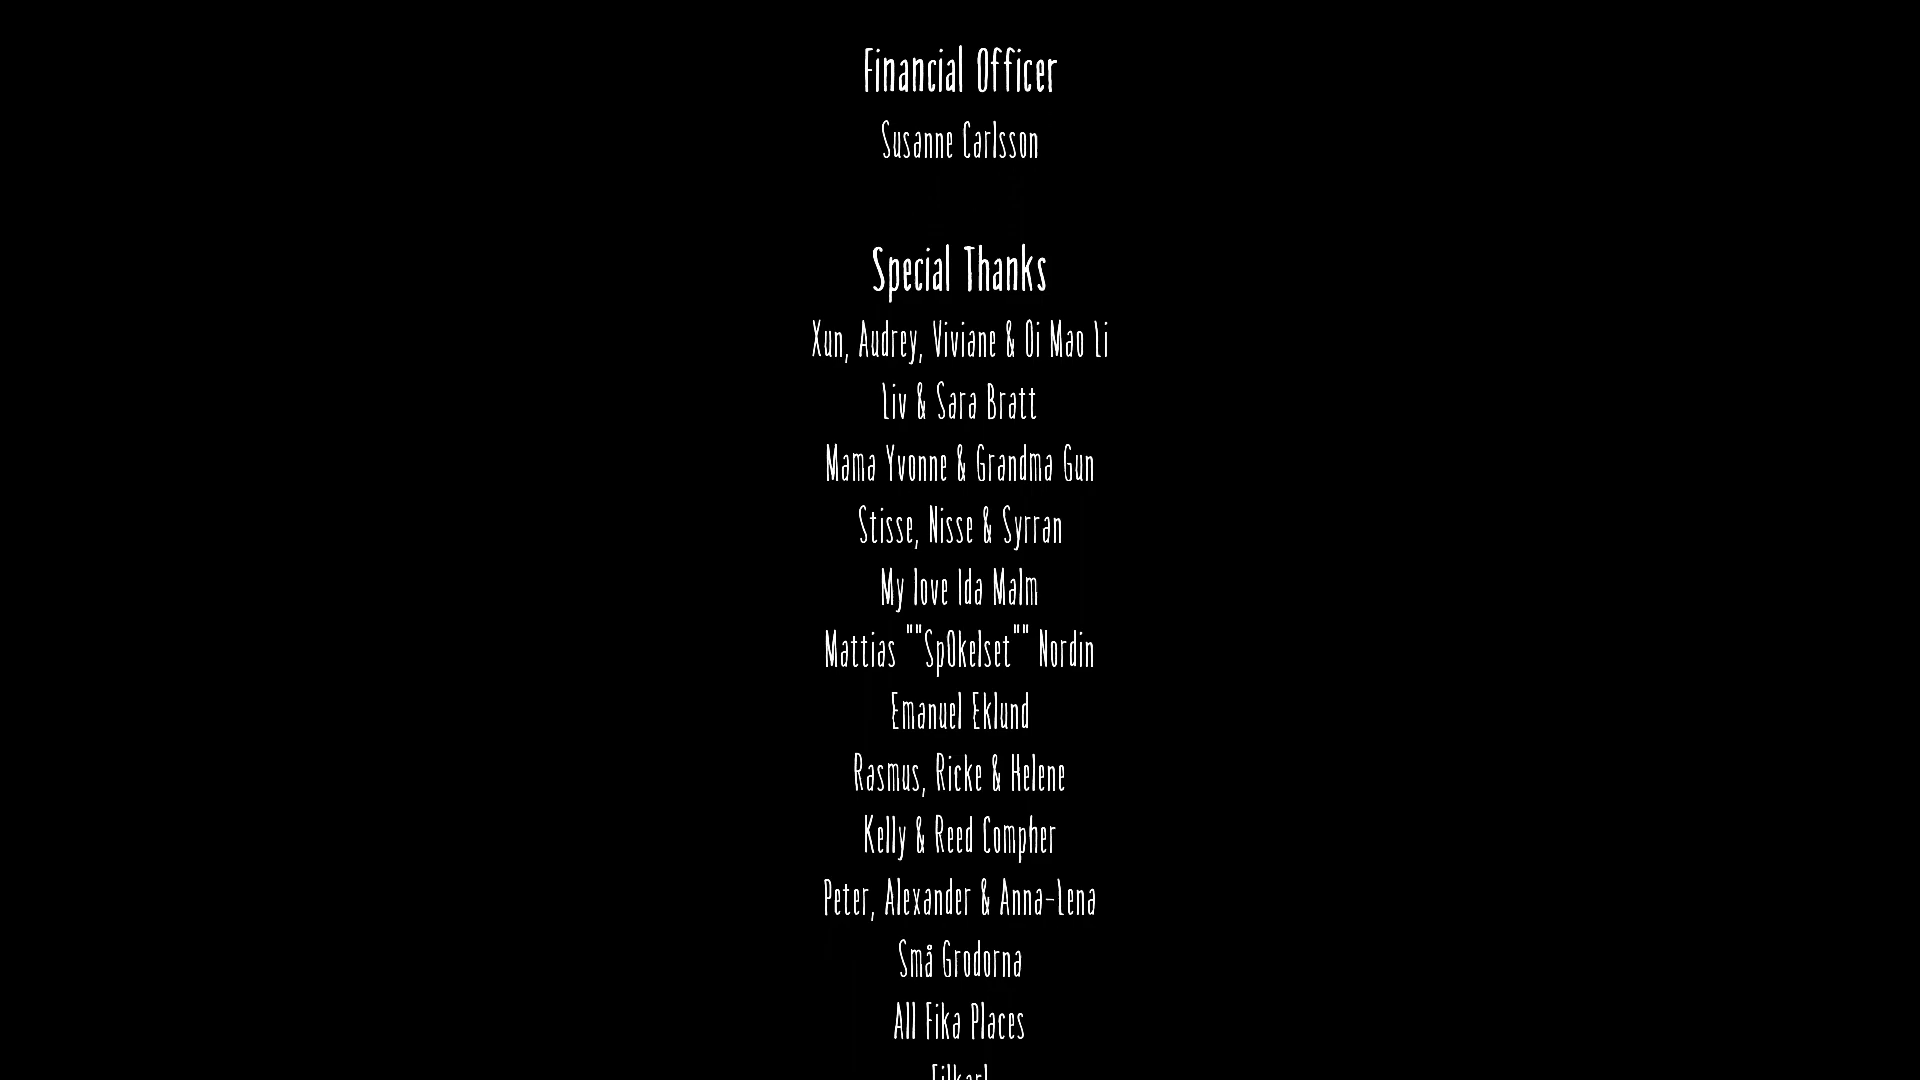 Financial Officer
Susanne Carlsson
Special Thanks
Xun, Audrey, Viviane & Oi Mao Li
Liv & Sara Bratt
Mama Yvonne & Grandma Gun
Stisse, Nisse & Syrran
My love Ida Malm
Mattias ""Sp0kelset"" Nordin
Emanuel Eklund
Rasmus, Ricke & Helene
Kelly & Reed Compher
Peter, Alexander & Anna-Lena
Små Grodorna
All Fika Places